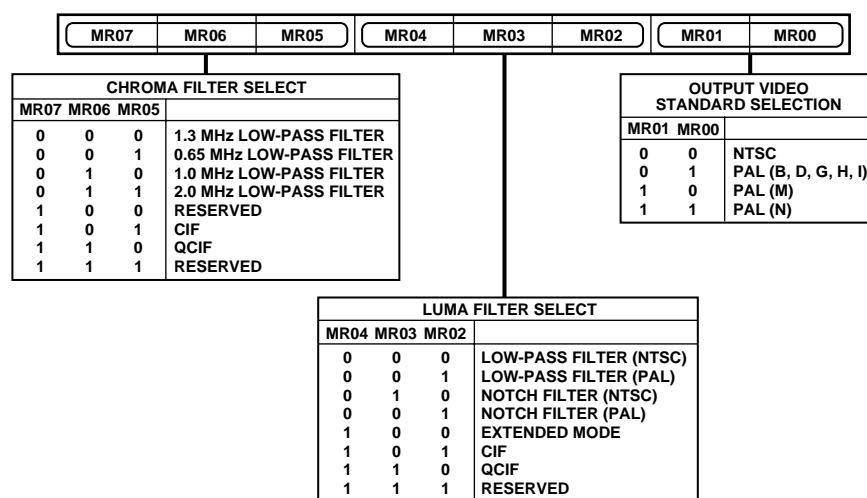 MR07 MR06 MR05 MR04 MR03 MR02 MR01 MR00
CHROMA FILTER SELECT
MR07 MR06 MR05
0 0 0 1.3 MHz LOW-PASS FILTER
0 0 1 0.65 MHz LOW-PASS FILTER
0 1 0 1.0 MHz LOW-PASS FILTER
0 1 1 2.0 MHz LOW-PASS FILTER
1 0 0 RESERVED
1 0 1 CIF
1 1 0 QCIF
1 1 1 RESERVED
OUTPUT VIDEO
STANDARD SELECTION
MR01 MR00
0 0 NTSC
0 1 PAL (B, D, G, H, I)
1 0 PAL (M)
1 1 PAL (N)
LUMA FILTER SELECT
MR04 MR03 MR02
0 0 0 LOW-PASS FILTER (NTSC)
0 0 1 LOW-PASS FILTER (PAL)
0 1 0 NOTCH FILTER (NTSC)
0 0 1 NOTCH FILTER (PAL)
1 0 0 EXTENDED MODE
1 0 1 CIF
1 1 0 QCIF
1 1 1 RESERVED